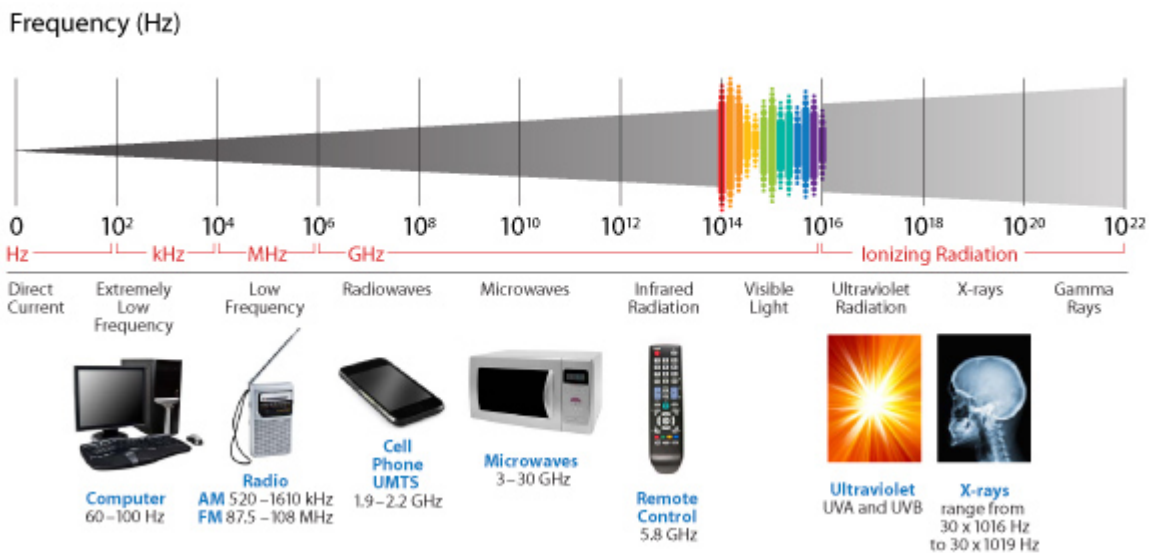 Frequency (Hz)
0 10² 10⁴ 10⁶ 10⁸ 10¹⁰ 10¹² 10¹⁴ 10¹⁶ 10¹⁸ 10²⁰ 10²²
Hz kHz MHz GHz Ionizing Radiation
Direct
Current
Extremely
Low
Frequency
Low
Frequency
Radiowaves
Microwaves
Infrared
Radiation
Visible
Light
Ultraviolet
Radiation
X-rays
Gamma
Rays
Computer
60–100 Hz
Radio
AM 520–1610 kHz
FM 87.5–108 MHz
Cell
Phone
UMTS
1.9–2.2 GHz
Microwaves
3–30 GHz
Remote
Control
5.8 GHz
Ultraviolet
UVA and UVB
X-rays
range from
30 x 1016 Hz
to 30 x 1019 Hz